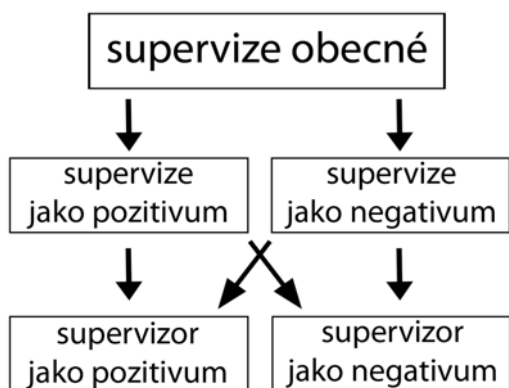 supervize obecné
supervize
jako pozitivum
supervize
jako negativum
supervizor
jako pozitivum
supervizor
jako negativum